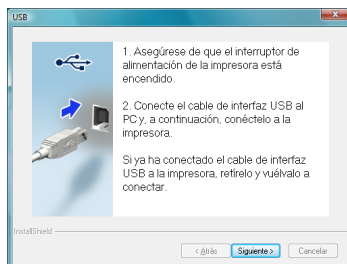 USB
1. Asegúrese de que el interruptor de
alimentación de la impresora está
encendido.
2. Conecte el cable de interfaz USB al
PC y, a continuación, conéctelo a la
impresora.
Si ya ha conectado el cable de interfaz
USB a la impresora, retírelo y vuélvalo a
conectar.
InstallShield
< Atrás Siguiente > Cancelar